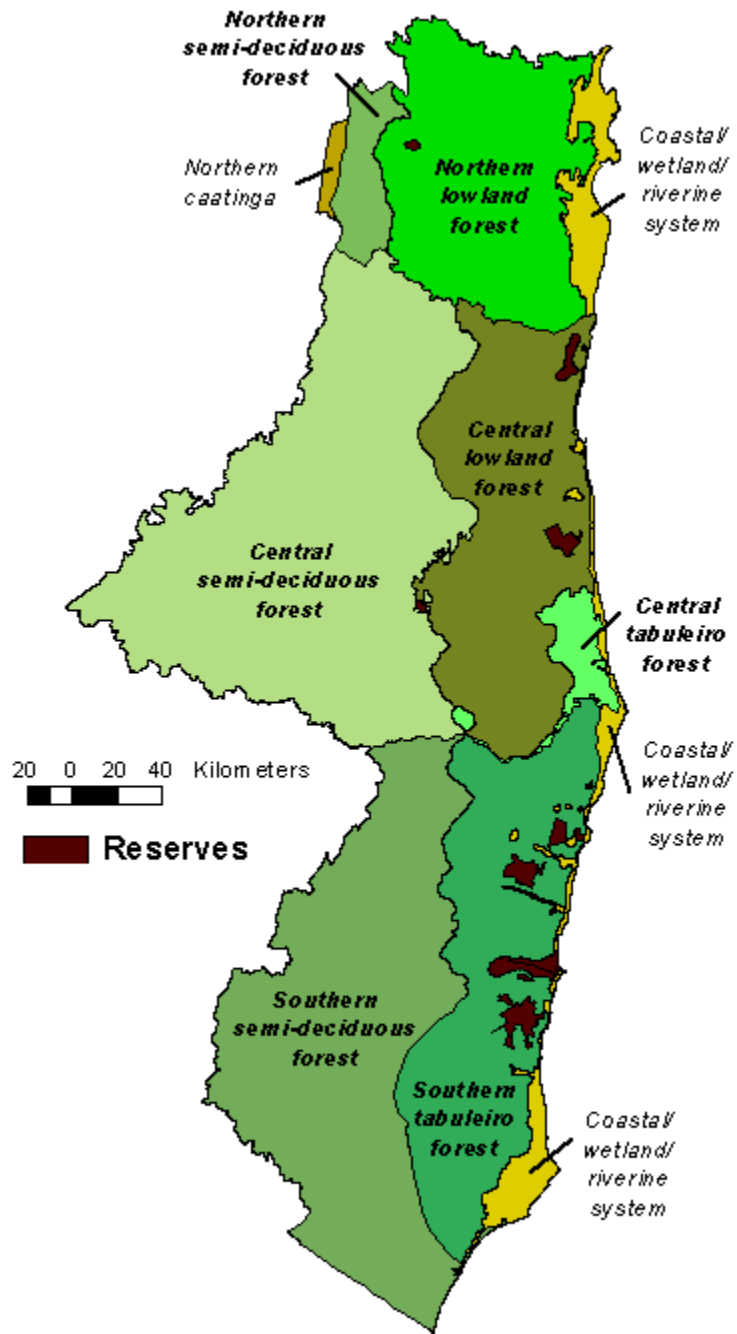 Northern
semi-deciduous
forest
Northern
caatinga
Northern
lowland
forest
Coastal/
wetland/
riverine
system
Central
lowland
forest
Central
semi-deciduous
forest
Central
tabuleiro
forest
20 0 20 40 Kilometers
Reserves
Coastal/
wetland/
riverine
system
Southern
semi-deciduous
forest
Southern
tabuleiro
forest
Coastal/
wetland/
riverine
system